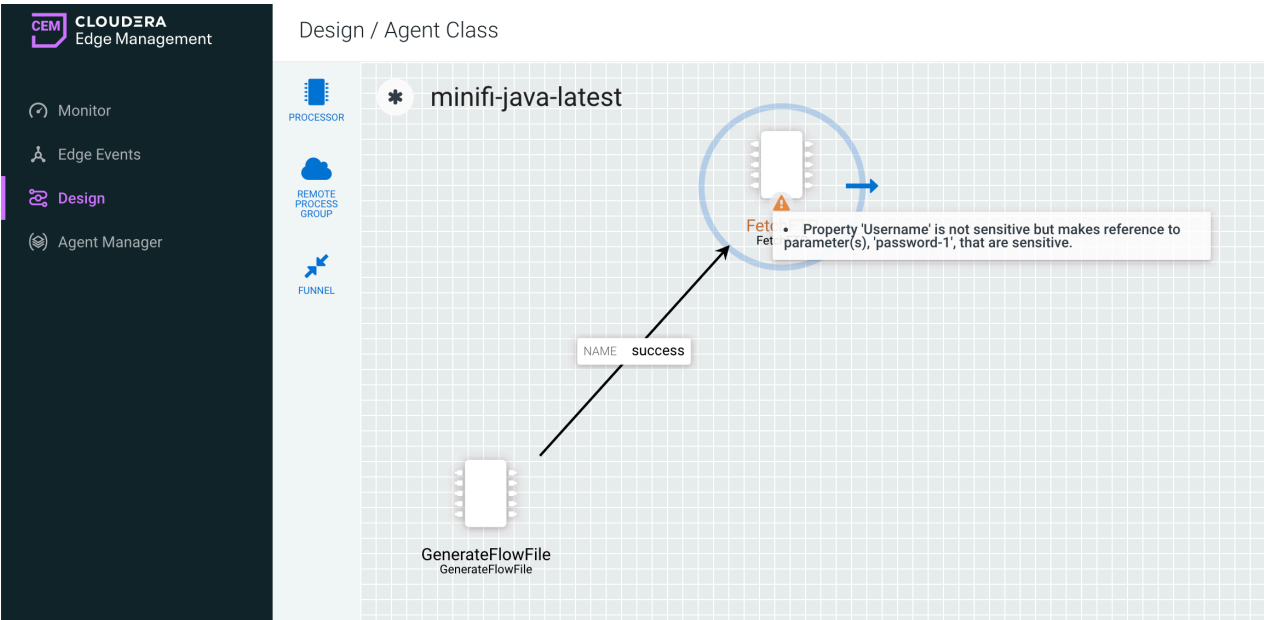 CEM
CLOUDERA
Edge Management
Design / Agent Class
Monitor
Edge Events
Design
Agent Manager
PROCESSOR
REMOTE
PROCESS
GROUP
FUNNEL
minifi-java-latest
• Property 'Username' is not sensitive but makes reference to
parameter(s), 'password-1', that are sensitive.
NAME success
GenerateFlowFile
GenerateFlowFile